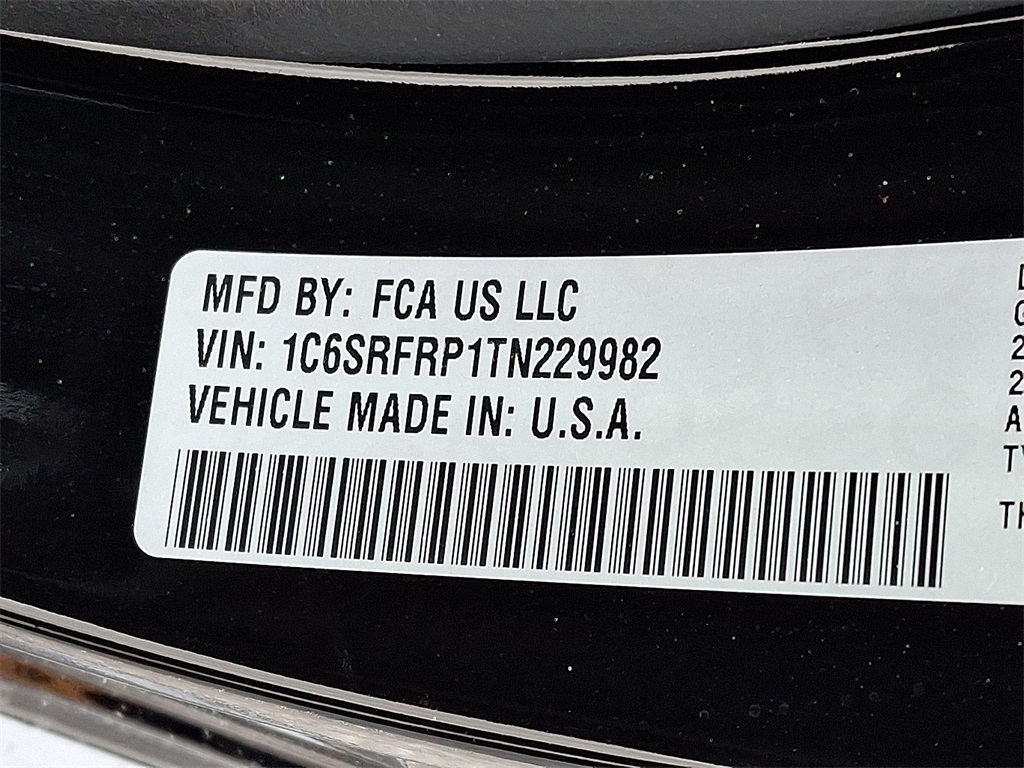 MFD BY: FCA US LLC
VIN: 1C6SRFRP1TN229982
VEHICLE MADE IN: U.S.A.